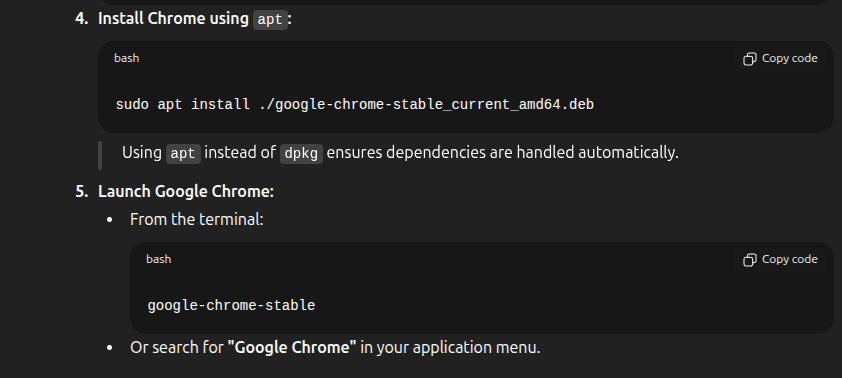 4. Install Chrome using apt:
bash
Copy code
sudo apt install ./google-chrome-stable_current_amd64.deb
Using apt instead of dpkg ensures dependencies are handled automatically.
5. Launch Google Chrome:
• From the terminal:
bash
Copy code
google-chrome-stable
• Or search for "Google Chrome" in your application menu.